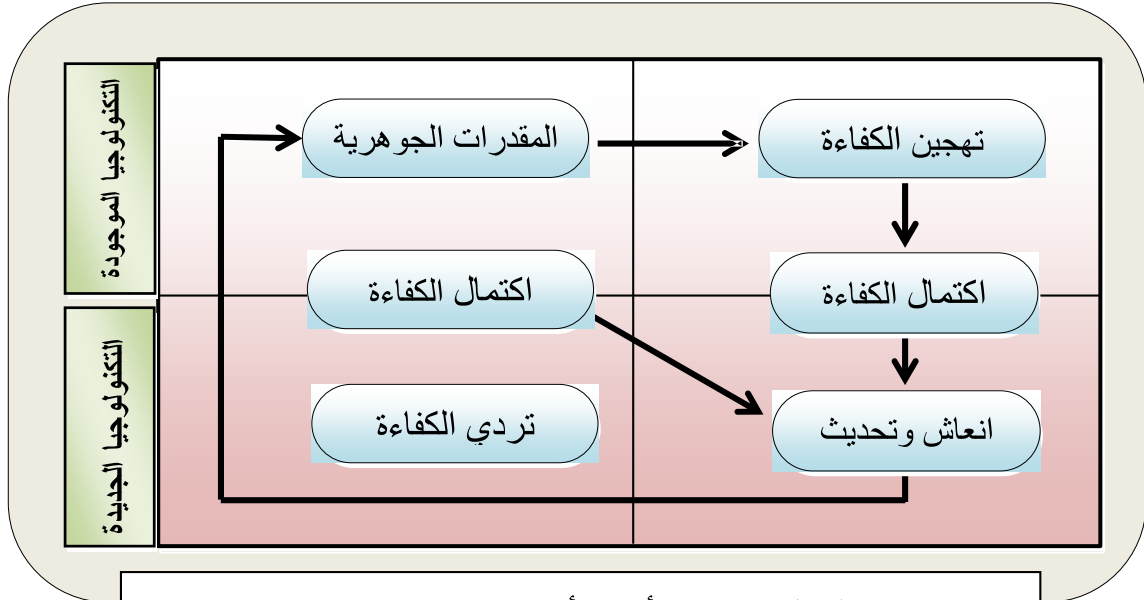 التكنولوجيا الموجودة
تهجين الكفاءة
المقدرات الجوهرية
اكتمال الكفاءة
اكتمال الكفاءة
التكنولوجيا الجديدة
انعاش وتحديث
تردي الكفاءة